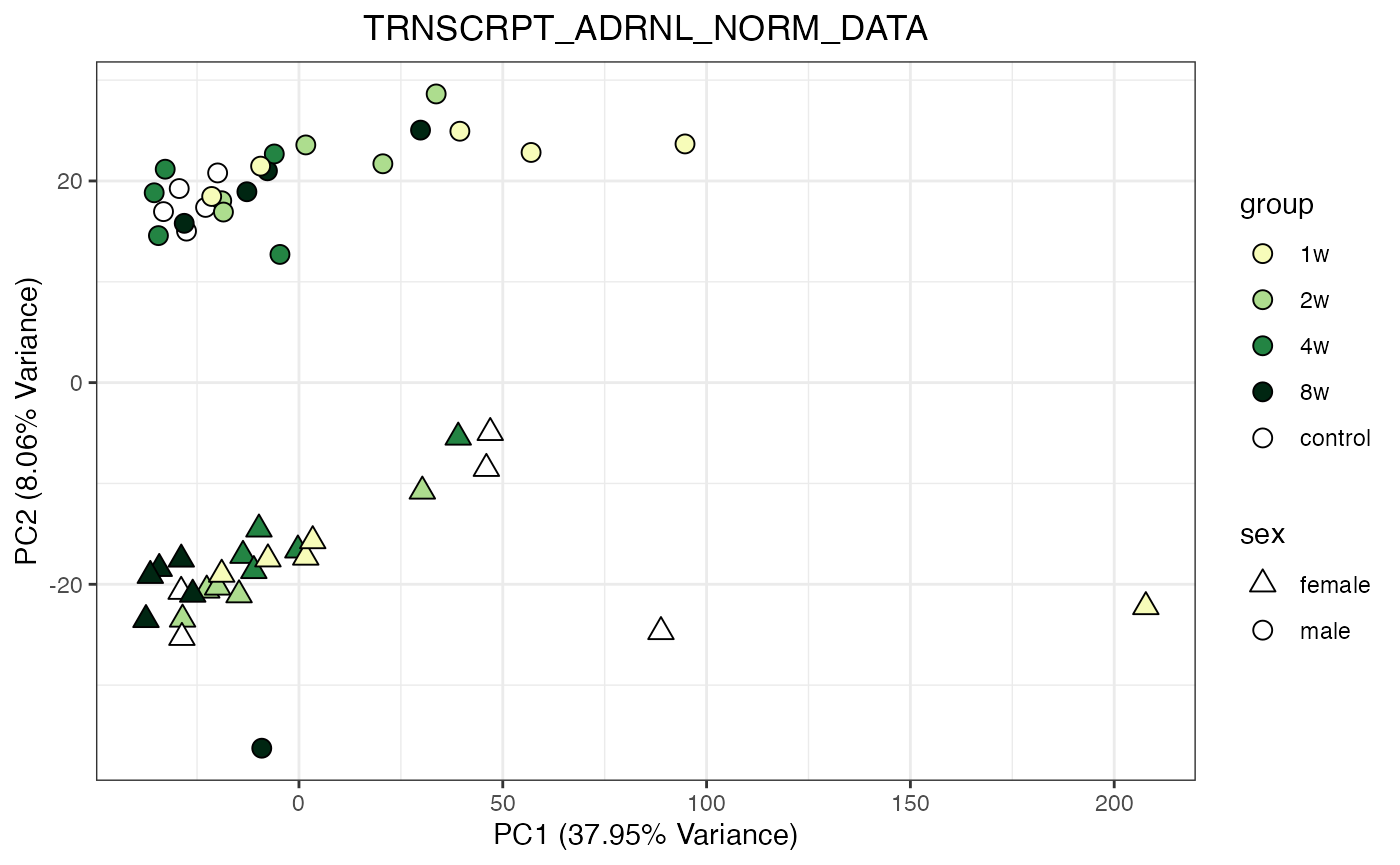 TRNSCRPT_ADRNL_NORM_DATA
PC2 (8.06% Variance)
20
0
-20
0
50
100
150
200
PC1 (37.95% Variance)
group
1w
2w
4w
8w
control
sex
female
male